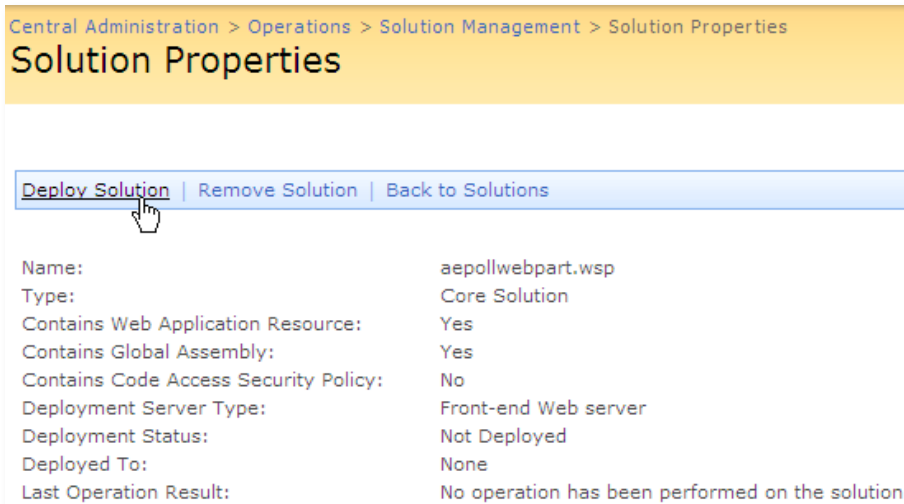 Central Administration > Operations > Solution Management > Solution Properties
Solution Properties
Deploy Solution | Remove Solution | Back to Solutions
Name: aepollwebpart.wsp
Type: Core Solution
Contains Web Application Resource: Yes
Contains Global Assembly: Yes
Contains Code Access Security Policy: No
Deployment Server Type: Front-end Web server
Deployment Status: Not Deployed
Deployed To: None
Last Operation Result: No operation has been performed on the solution